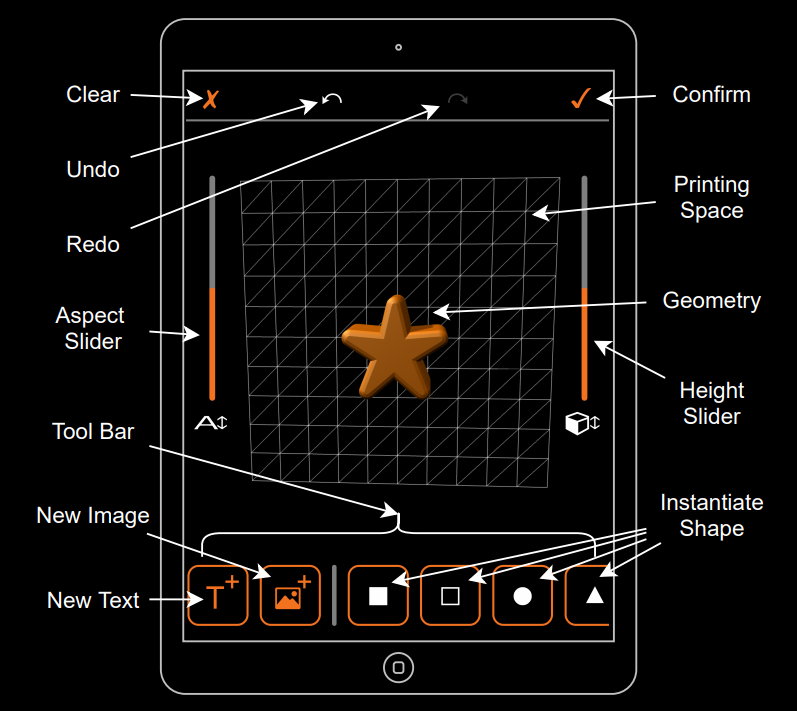 Clear
Confirm
Undo
Printing
Space
Redo
Geometry
Aspect
Slider
Height
Slider
A
Tool Bar
New Image
Instantiate
Shape
New Text
T+
+